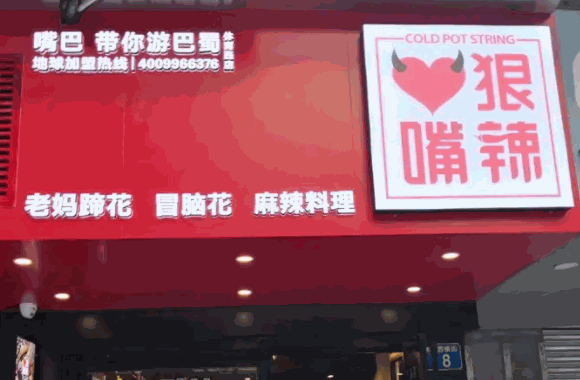 嘴巴 带你游巴蜀
地球加盟热线 4009966376
COLD POT STRING
狠
嘴辣
老妈蹄花 冒脑花 麻辣料理
8